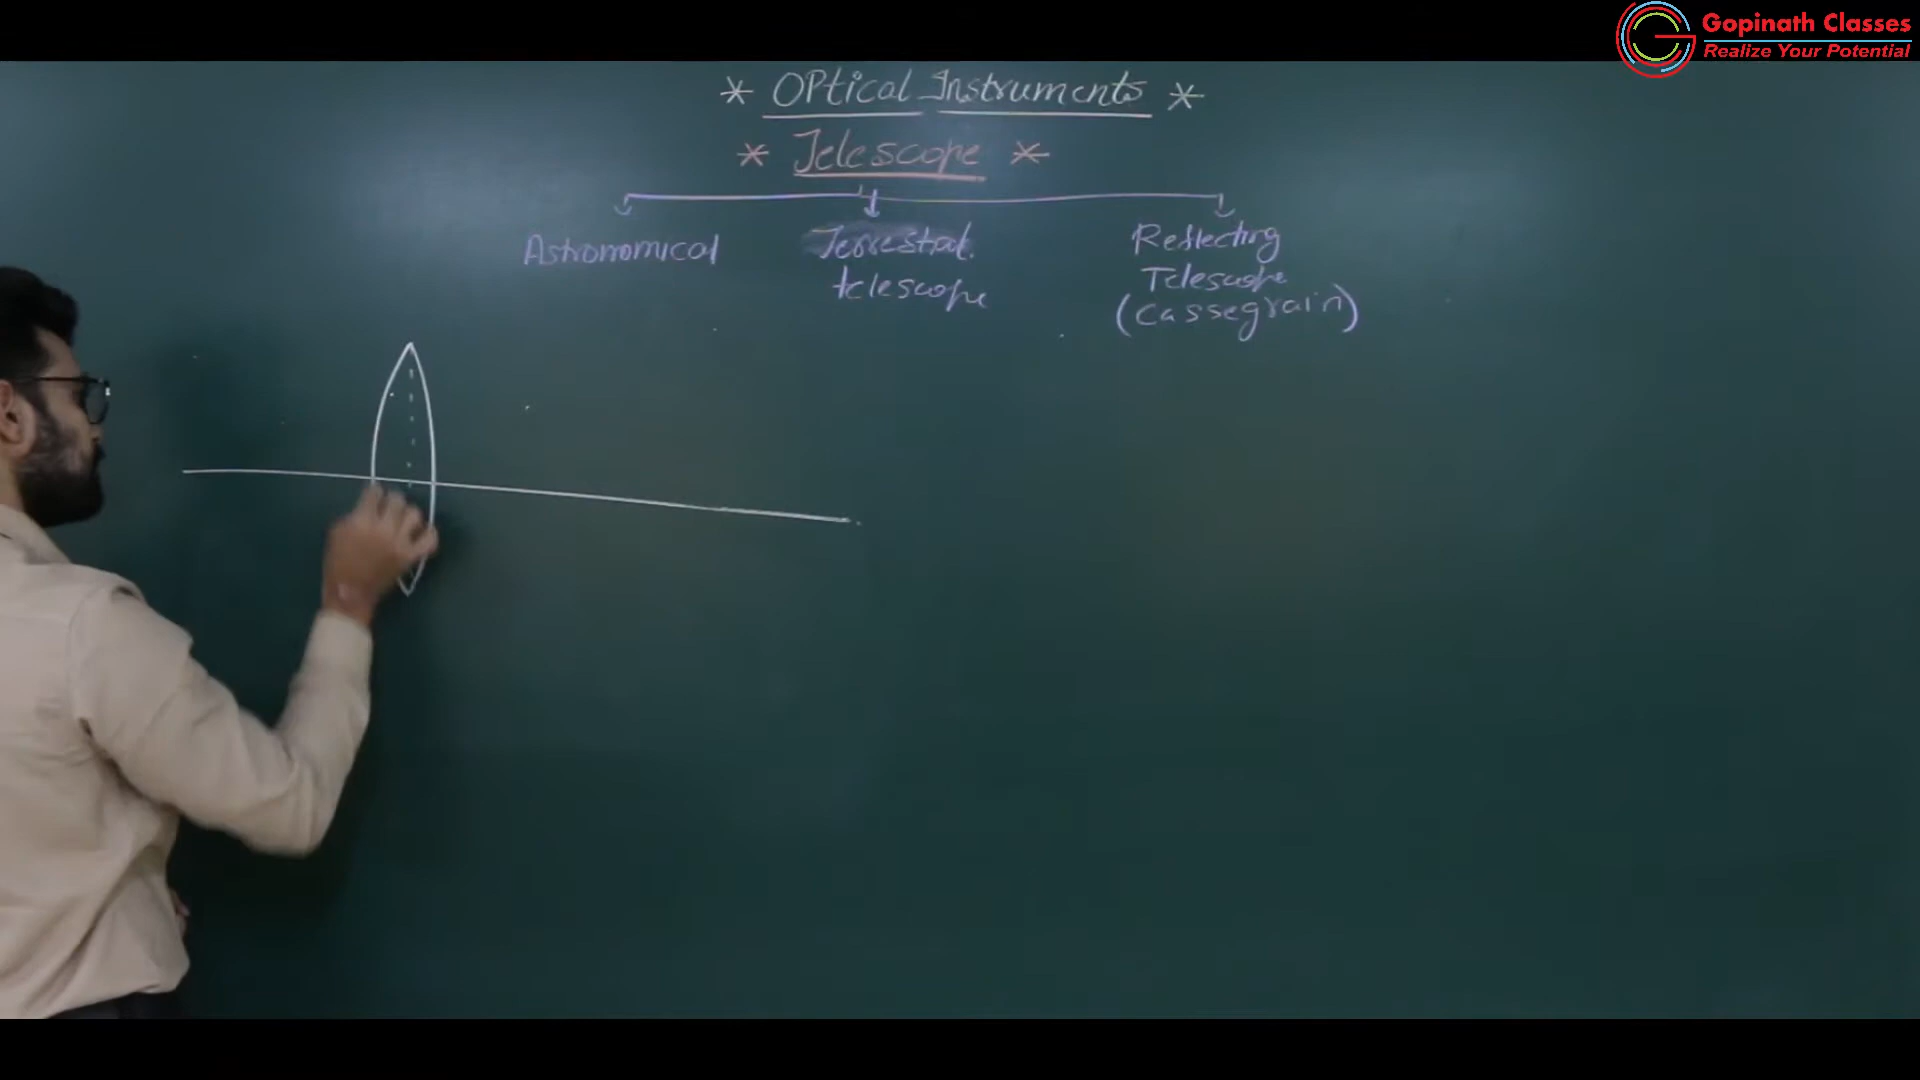 Gopinath Classes
Realize Your Potential
* OPtical Instruments *
* Telescope *
Astronomical
Terrestrial
telescope
Reflecting
Telescope
(Cassegrain)